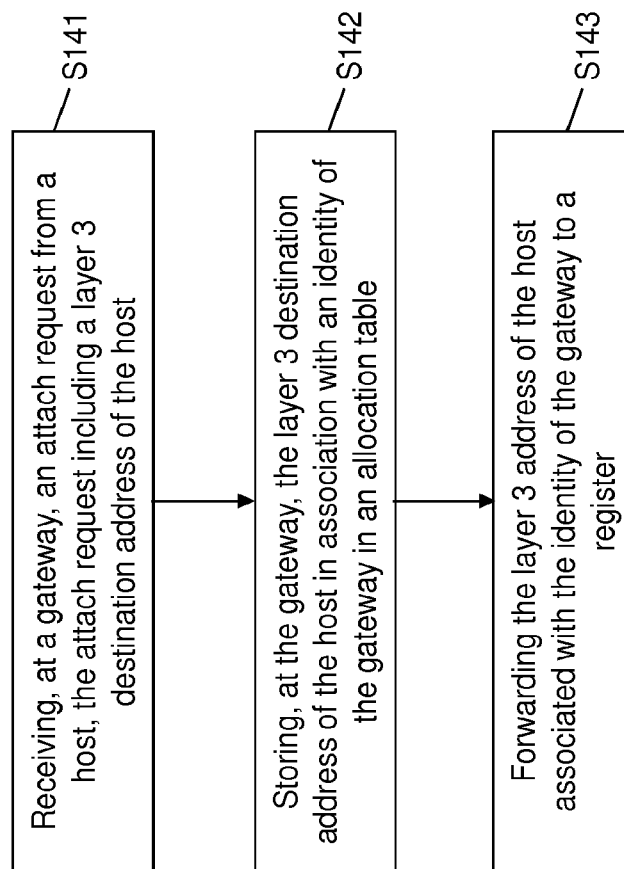 Receiving, at a gateway, an attach request from a
host, the attach request including a layer 3
destination address of the host
S141
Storing, at the gateway, the layer 3 destination
address of the host in association with an identity of
the gateway in an allocation table
S142
Forwarding the layer 3 address of the host
associated with the identity of the gateway to a
register
S143